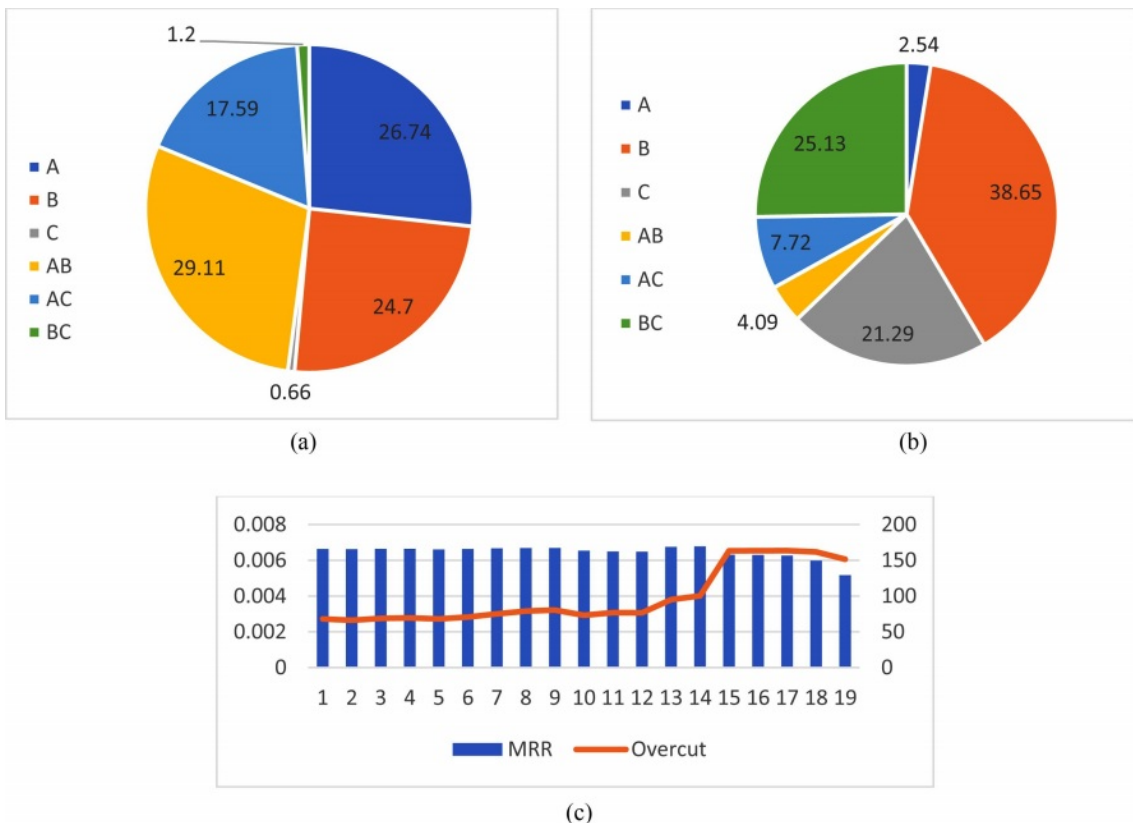 1.2
17.59
26.74
A
B
C
AB
AC
BC
29.11
24.7
0.66
(a)
2.54
A
B
C
AB
AC
BC
25.13
38.65
7.72
4.09
21.29
(b)
0.008 200
0.006 150
0.004 100
0.002 50
0 0
1 2 3 4 5 6 7 8 9 10 11 12 13 14 15 16 17 18 19
MRR Overcut
(c)